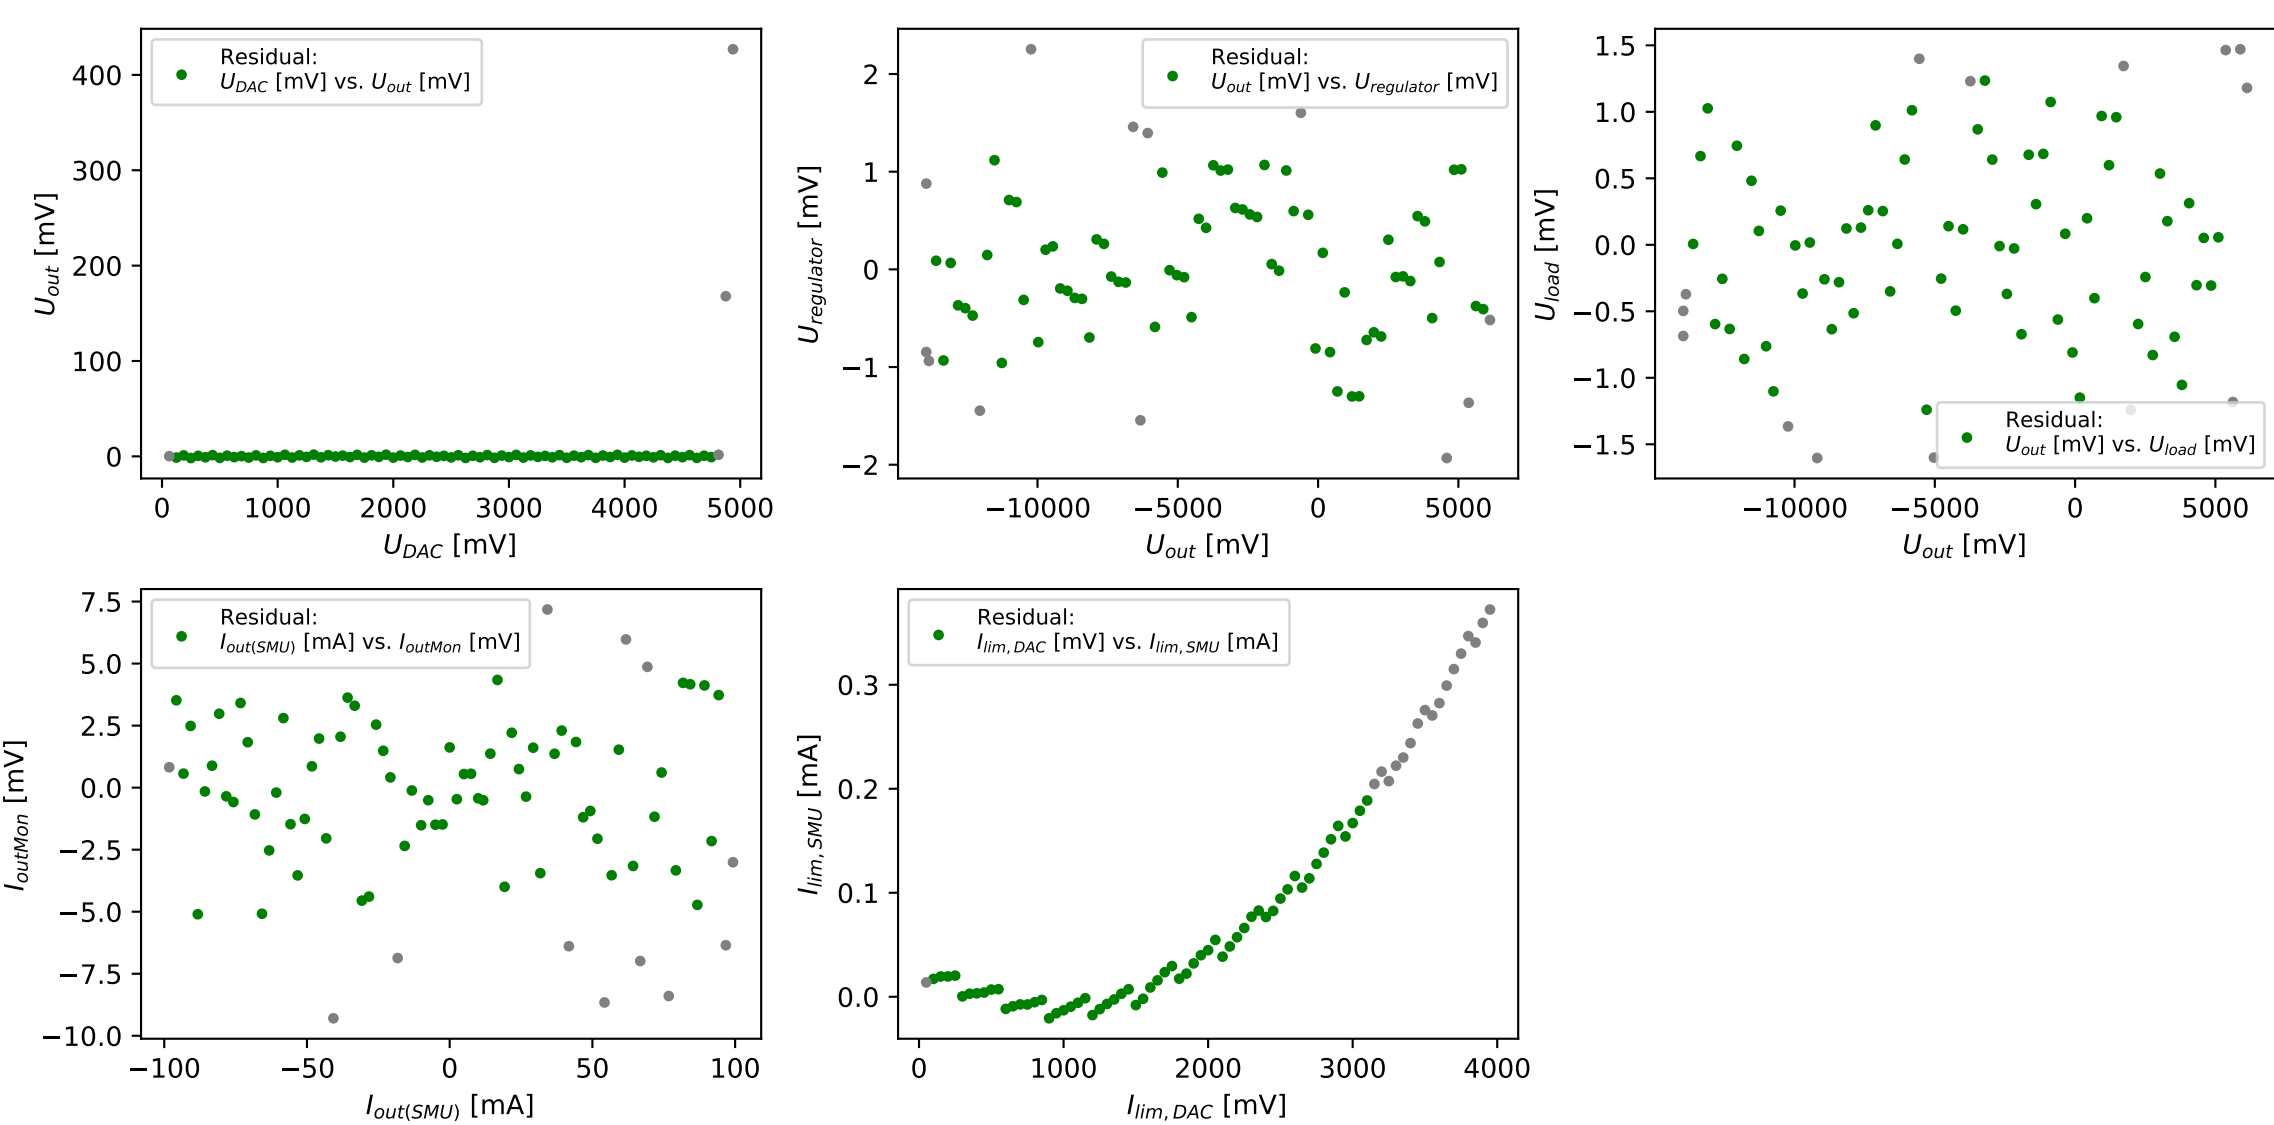 Residual:
U_DAC [mV] vs. U_out [mV]
400
300
200
100
0
U_out [mV]
0 1000 2000 3000 4000 5000
U_DAC [mV]
Residual:
U_out [mV] vs. U_regulator [mV]
2
1
0
−1
−2
U_regulator [mV]
−10000 −5000 0 5000
U_out [mV]
1.5
1.0
0.5
0.0
−0.5
−1.0
−1.5
U_load [mV]
Residual:
U_out [mV] vs. U_load [mV]
−10000 −5000 0 5000
U_out [mV]
Residual:
I_out(SMU) [mA] vs. I_outMon [mV]
7.5
5.0
2.5
0.0
−2.5
−5.0
−7.5
−10.0
I_outMon [mV]
−100 −50 0 50 100
I_out(SMU) [mA]
Residual:
I_lim,DAC [mV] vs. I_lim,SMU [mA]
0.3
0.2
0.1
0.0
I_lim,SMU [mA]
0 1000 2000 3000 4000
I_lim,DAC [mV]